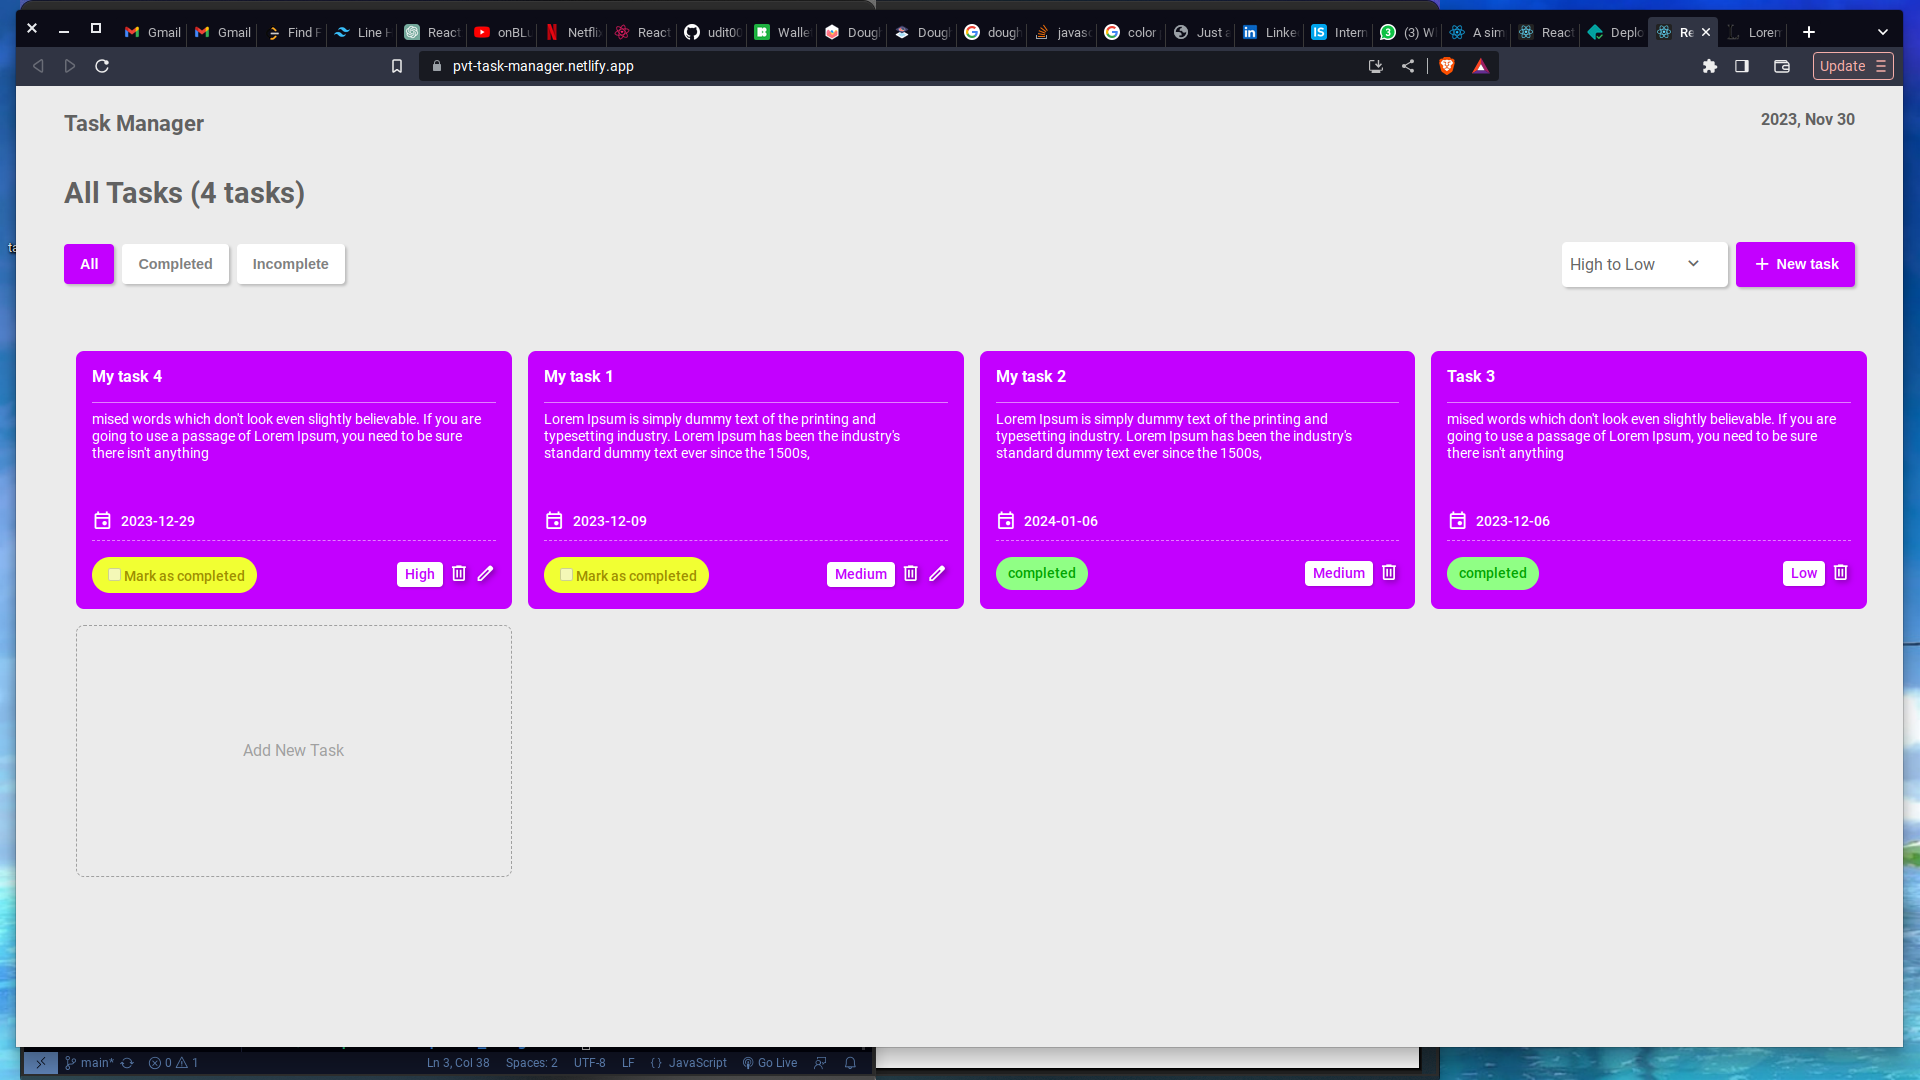 Gmail
Gmail
Find F
Line H
React
onBLu
Netflix
React
udit00
Walle
Dough
Dough
dough
javasc
color
Just a
Linke
Intern
(3) W
A sim
React
Deplo
Re
Lorem
pvt-task-manager.netlify.app
Update
Task Manager
2023, Nov 30
All Tasks (4 tasks)
All
Completed
Incomplete
High to Low
New task
My task 4
mised words which don't look even slightly believable. If you are
going to use a passage of Lorem Ipsum, you need to be sure
there isn't anything
2023-12-29
Mark as completed
High
My task 1
Lorem Ipsum is simply dummy text of the printing and
typesetting industry. Lorem Ipsum has been the industry's
standard dummy text ever since the 1500s,
2023-12-09
Mark as completed
Medium
My task 2
Lorem Ipsum is simply dummy text of the printing and
typesetting industry. Lorem Ipsum has been the industry's
standard dummy text ever since the 1500s,
2024-01-06
completed
Medium
Task 3
mised words which don't look even slightly believable. If you are
going to use a passage of Lorem Ipsum, you need to be sure
there isn't anything
2023-12-06
completed
Low
Add New Task
main*
0
1
Ln 3, Col 38
Spaces: 2
UTF-8
LF
JavaScript
Go Live